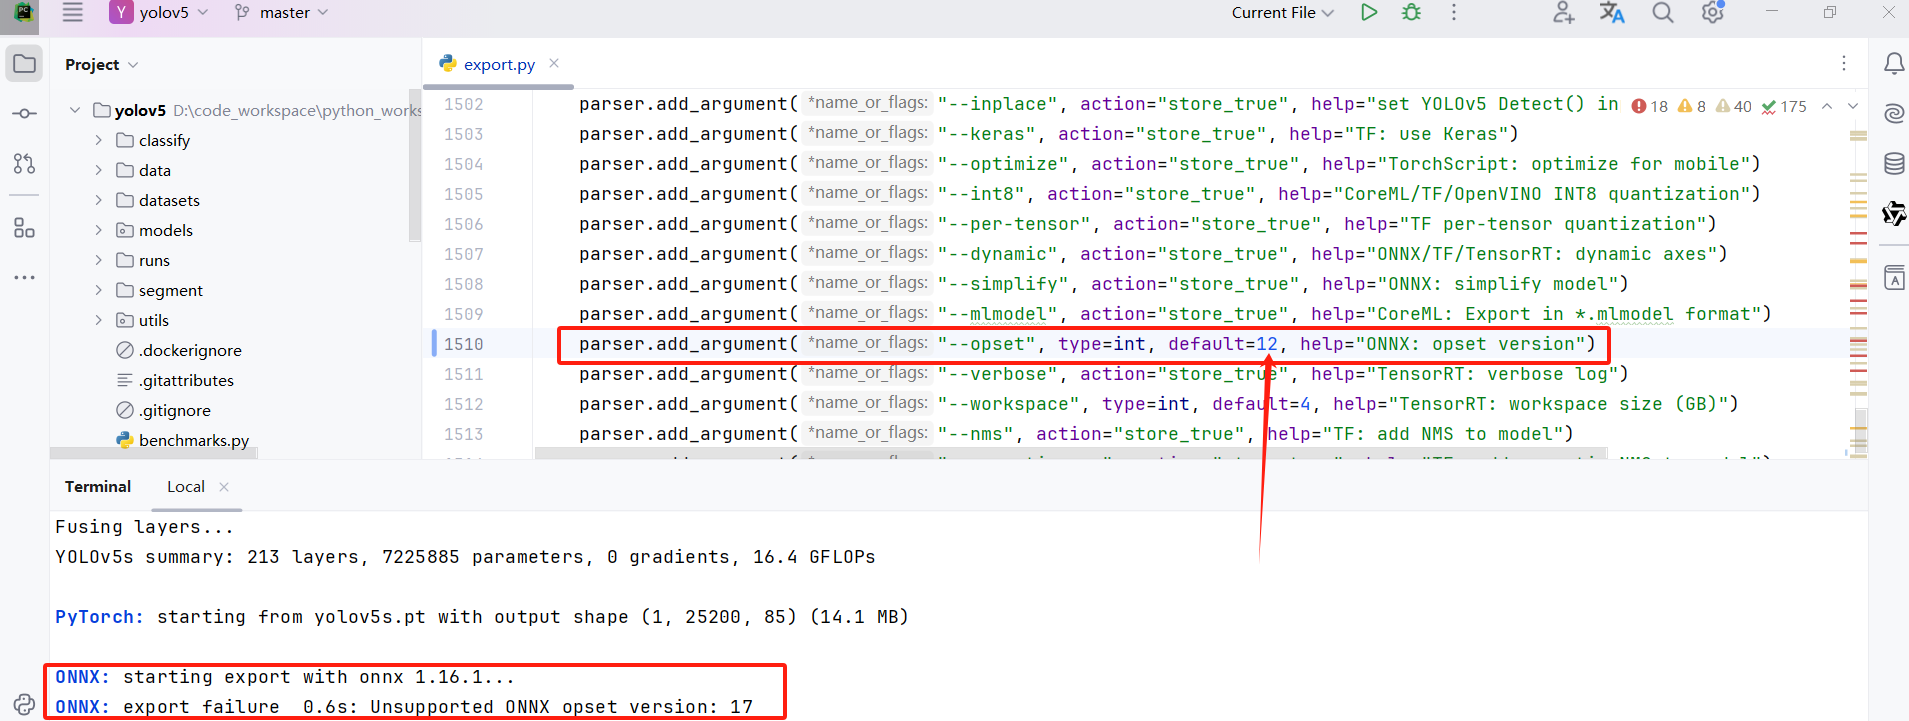 PC Y yolov5 master Current File
Project
export.py
yolov5 D:\code_workspace\python_works
classify
data
datasets
models
runs
segment
utils
.dockerignore
.gitattributes
.gitignore
benchmarks.py
18 8 40 175
1502 parser.add_argument( *name_or_flags: "--inplace", action="store_true", help="set YOLOv5 Detect() in
1503 parser.add_argument( *name_or_flags: "--keras", action="store_true", help="TF: use Keras")
1504 parser.add_argument( *name_or_flags: "--optimize", action="store_true", help="TorchScript: optimize for mobile")
1505 parser.add_argument( *name_or_flags: "--int8", action="store_true", help="CoreML/TF/OpenVINO INT8 quantization")
1506 parser.add_argument( *name_or_flags: "--per-tensor", action="store_true", help="TF per-tensor quantization")
1507 parser.add_argument( *name_or_flags: "--dynamic", action="store_true", help="ONNX/TF/TensorRT: dynamic axes")
1508 parser.add_argument( *name_or_flags: "--simplify", action="store_true", help="ONNX: simplify model")
1509 parser.add_argument( *name_or_flags: "--mlmodel", action="store_true", help="CoreML: Export in *.mlmodel format")
1510 parser.add_argument( *name_or_flags: "--opset", type=int, default=12, help="ONNX: opset version")
1511 parser.add_argument( *name_or_flags: "--verbose", action="store_true", help="TensorRT: verbose log")
1512 parser.add_argument( *name_or_flags: "--workspace", type=int, default=4, help="TensorRT: workspace size (GB)")
1513 parser.add_argument( *name_or_flags: "--nms", action="store_true", help="TF: add NMS to model")
Terminal Local
Fusing layers...
YOLOv5s summary: 213 layers, 7225885 parameters, 0 gradients, 16.4 GFLOPs
PyTorch: starting from yolov5s.pt with output shape (1, 25200, 85) (14.1 MB)
ONNX: starting export with onnx 1.16.1...
ONNX: export failure 0.6s: Unsupported ONNX opset version: 17